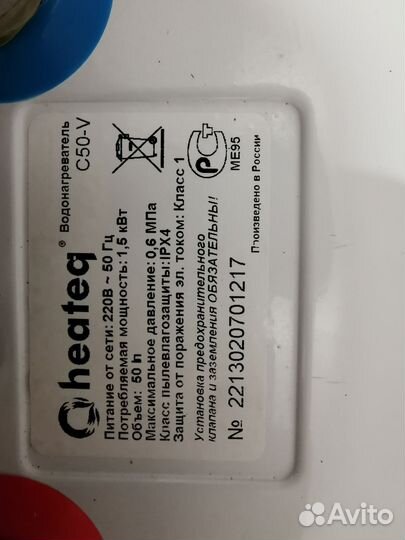 heateq®
Водонагреватель
C50-V
Питание от сети: 220В ~ 50 Гц
Потребляемая мощность: 1,5 кВт
Объем: 50 л
Максимальное давление: 0,6 МПа
Класс пылевлагозащиты: IPX4
Защита от поражения эл. током: Класс 1
РСТ
ME95
Установка предохранительного
клапана и заземления ОБЯЗАТЕЛЬНЫ!
№ 2213020701217
Произведено в России
Avito